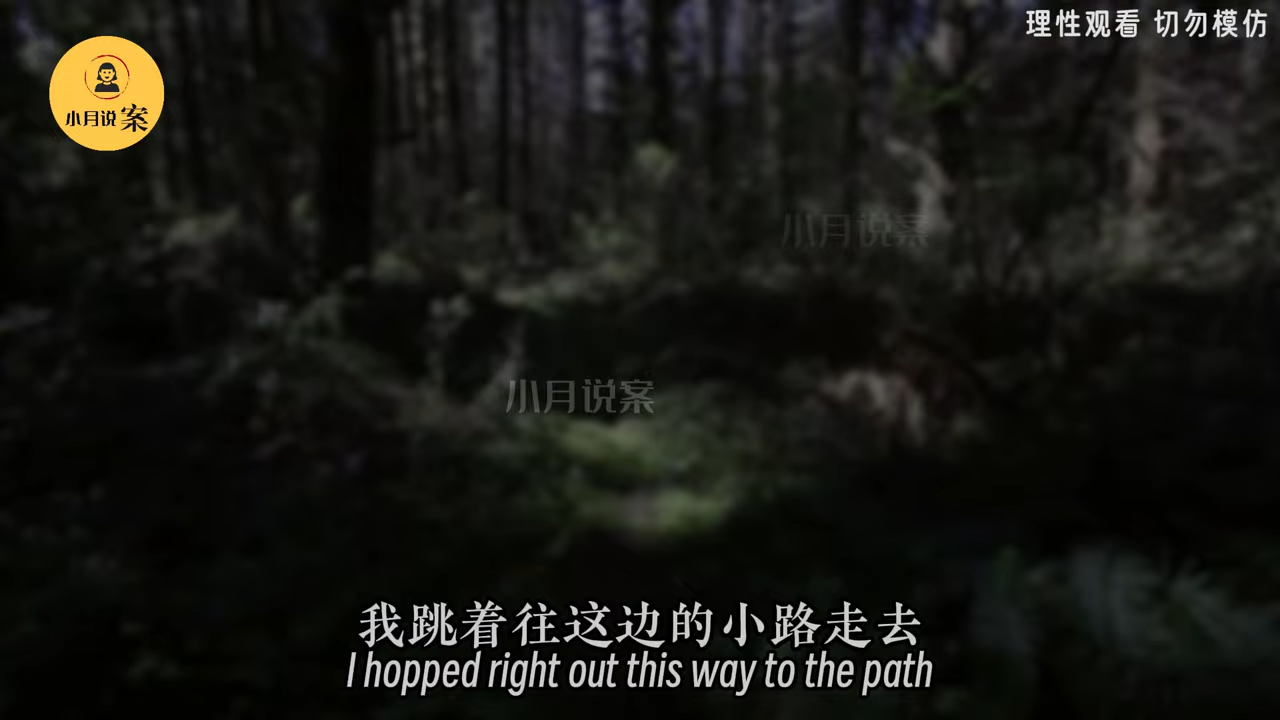 理性观看 切勿模仿
小月说案
小月说案
小月说案
我跳着往这边的小路走去
I hopped right out this way to the path